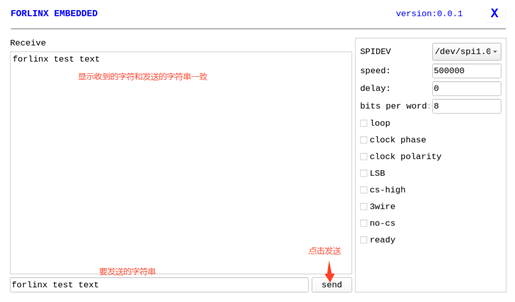 FORLINX EMBEDDED
version:0.0.1
X
Receive
forlinx test text
显示收到的字符和发送的字符串一致
要发送的字符串
forlinx test text
点击发送
send
SPIDEV
/dev/spi1.0
speed:
500000
delay:
0
bits per word:
8
loop
clock phase
clock polarity
LSB
cs-high
3wire
no-cs
ready